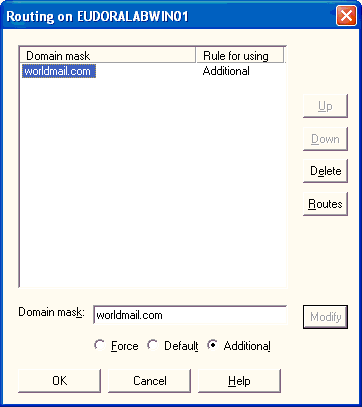 Routing on EUDORALABWIN01
Domain mask Rule for using
worldmail.com Additional
Up
Down
Delete
Routes
Domain mask: worldmail.com Modify
Force Default Additional
OK Cancel Help